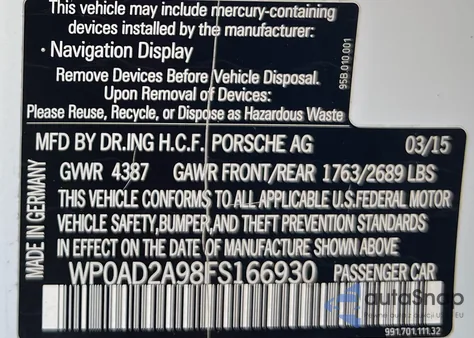 This vehicle may include mercury-containing
devices installed by the manufacturer:
· Navigation Display
Remove Devices Before Vehicle Disposal.
Upon Removal of Devices:
Please Reuse, Recycle, or Dispose as Hazardous Waste
95B.010.001
MFD BY DR.ING H.C.F. PORSCHE AG 03/15
GVWR 4387 GAWR FRONT/REAR 1763/2689 LBS
THIS VEHICLE CONFORMS TO ALL APPLICABLE U.S. FEDERAL MOTOR
VEHICLE SAFETY, BUMPER, AND THEFT PREVENTION STANDARDS
IN EFFECT ON THE DATE OF MANUFACTURE SHOWN ABOVE
WP0AD2A98FS166930 PASSENGER CAR
MADE IN GERMANY
autoShop
991.701.111.32